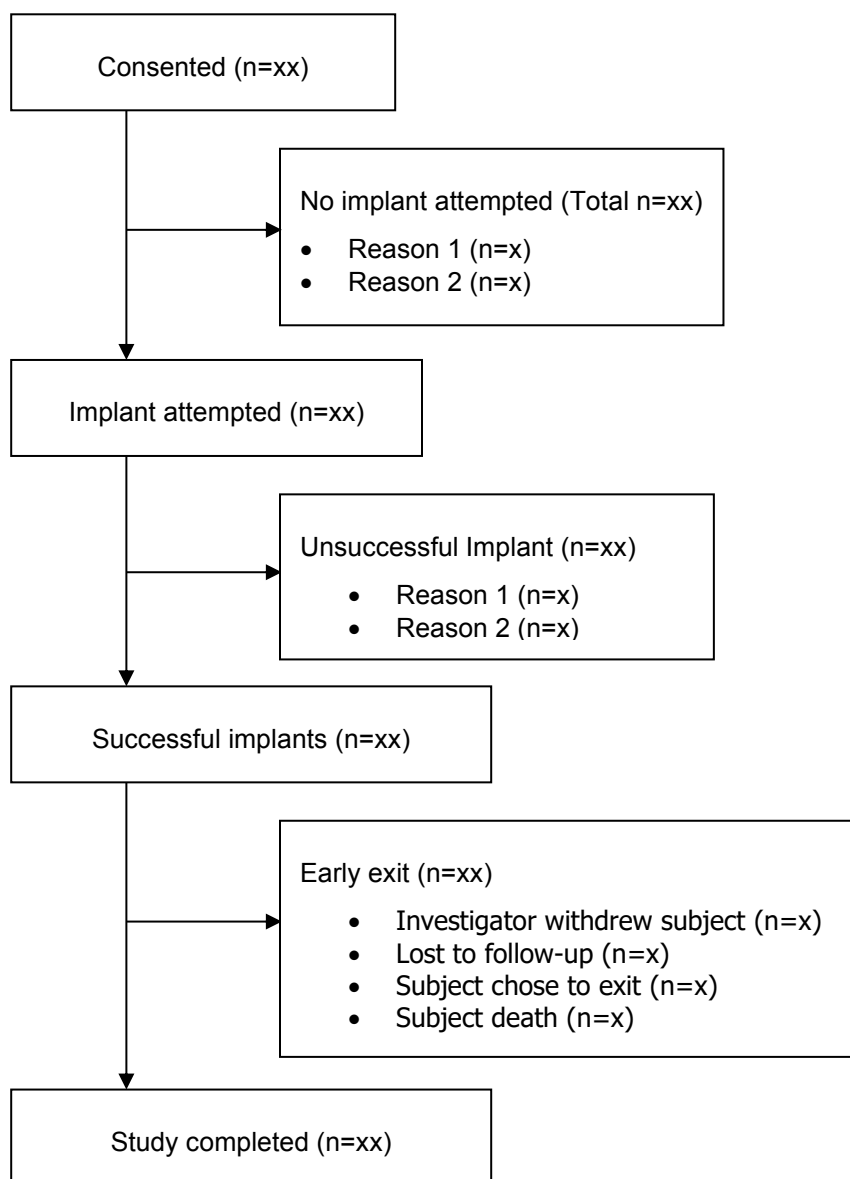 Consented (n=xx)
No implant attempted (Total n=xx)
• Reason 1 (n=x)
• Reason 2 (n=x)
Implant attempted (n=xx)
Unsuccessful Implant (n=xx)
• Reason 1 (n=x)
• Reason 2 (n=x)
Successful implants (n=xx)
Early exit (n=xx)
• Investigator withdrew subject (n=x)
• Lost to follow-up (n=x)
• Subject chose to exit (n=x)
• Subject death (n=x)
Study completed (n=xx)